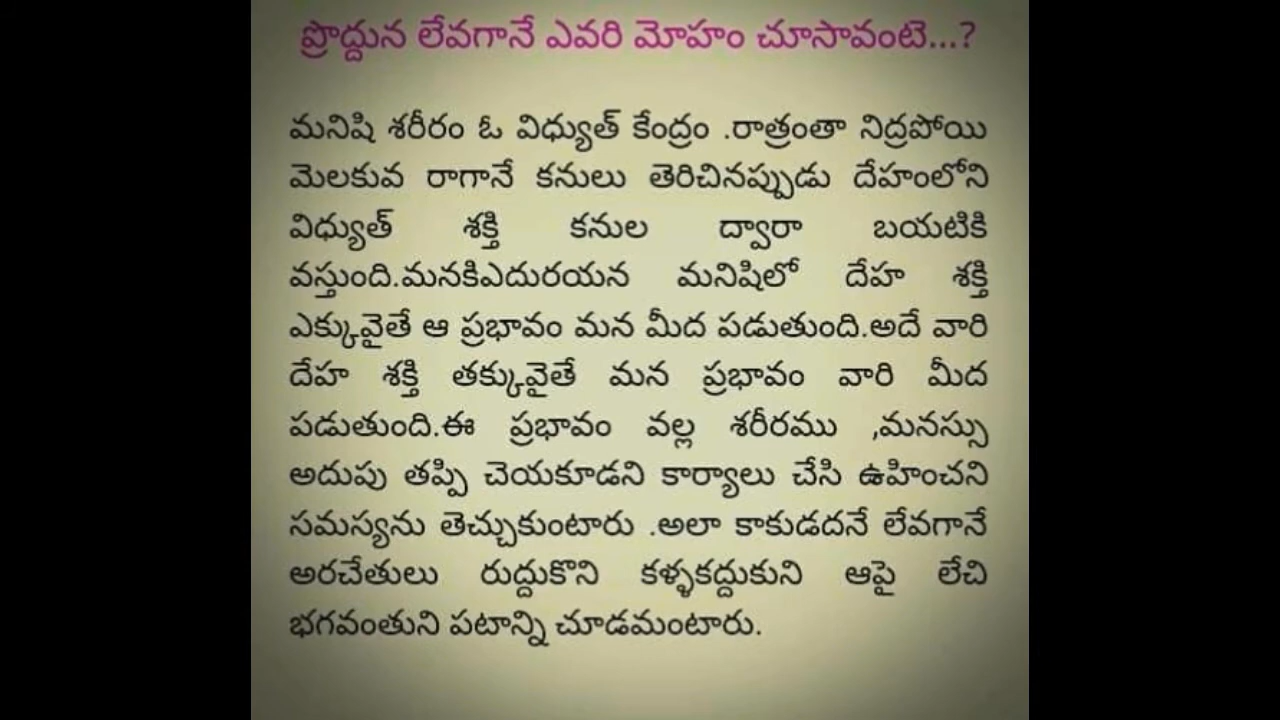 ప్రొద్దున లేవగానే ఎవరి మోహం చూసావంటె...?
మనిషి శరీరం ఓ విధ్యుత్ కేంద్రం .రాత్రంతా నిద్రపోయి
మెలకువ రాగానే కనులు తెరిచినప్పుడు దేహంలోని
విధ్యుత్ శక్తి కనుల ద్వారా బయటికి
వస్తుంది.మనకిఎదురయన మనిషిలో దేహ శక్తి
ఎక్కువైతే ఆ ప్రభావం మన మీద పడుతుంది.అదే వారి
దేహ శక్తి తక్కువైతే మన ప్రభావం వారి మీద
పడుతుంది.ఈ ప్రభావం వల్ల శరీరము ,మనస్సు
అదుపు తప్పి చెయకూడని కార్యాలు చేసి ఉహించని
సమస్యను తెచ్చుకుంటారు .అలా కాకుడదనే లేవగానే
అరచేతులు రుద్దుకొని కళ్ళకద్దుకుని ఆపై లేచి
భగవంతుని పటాన్ని చూడమంటారు.